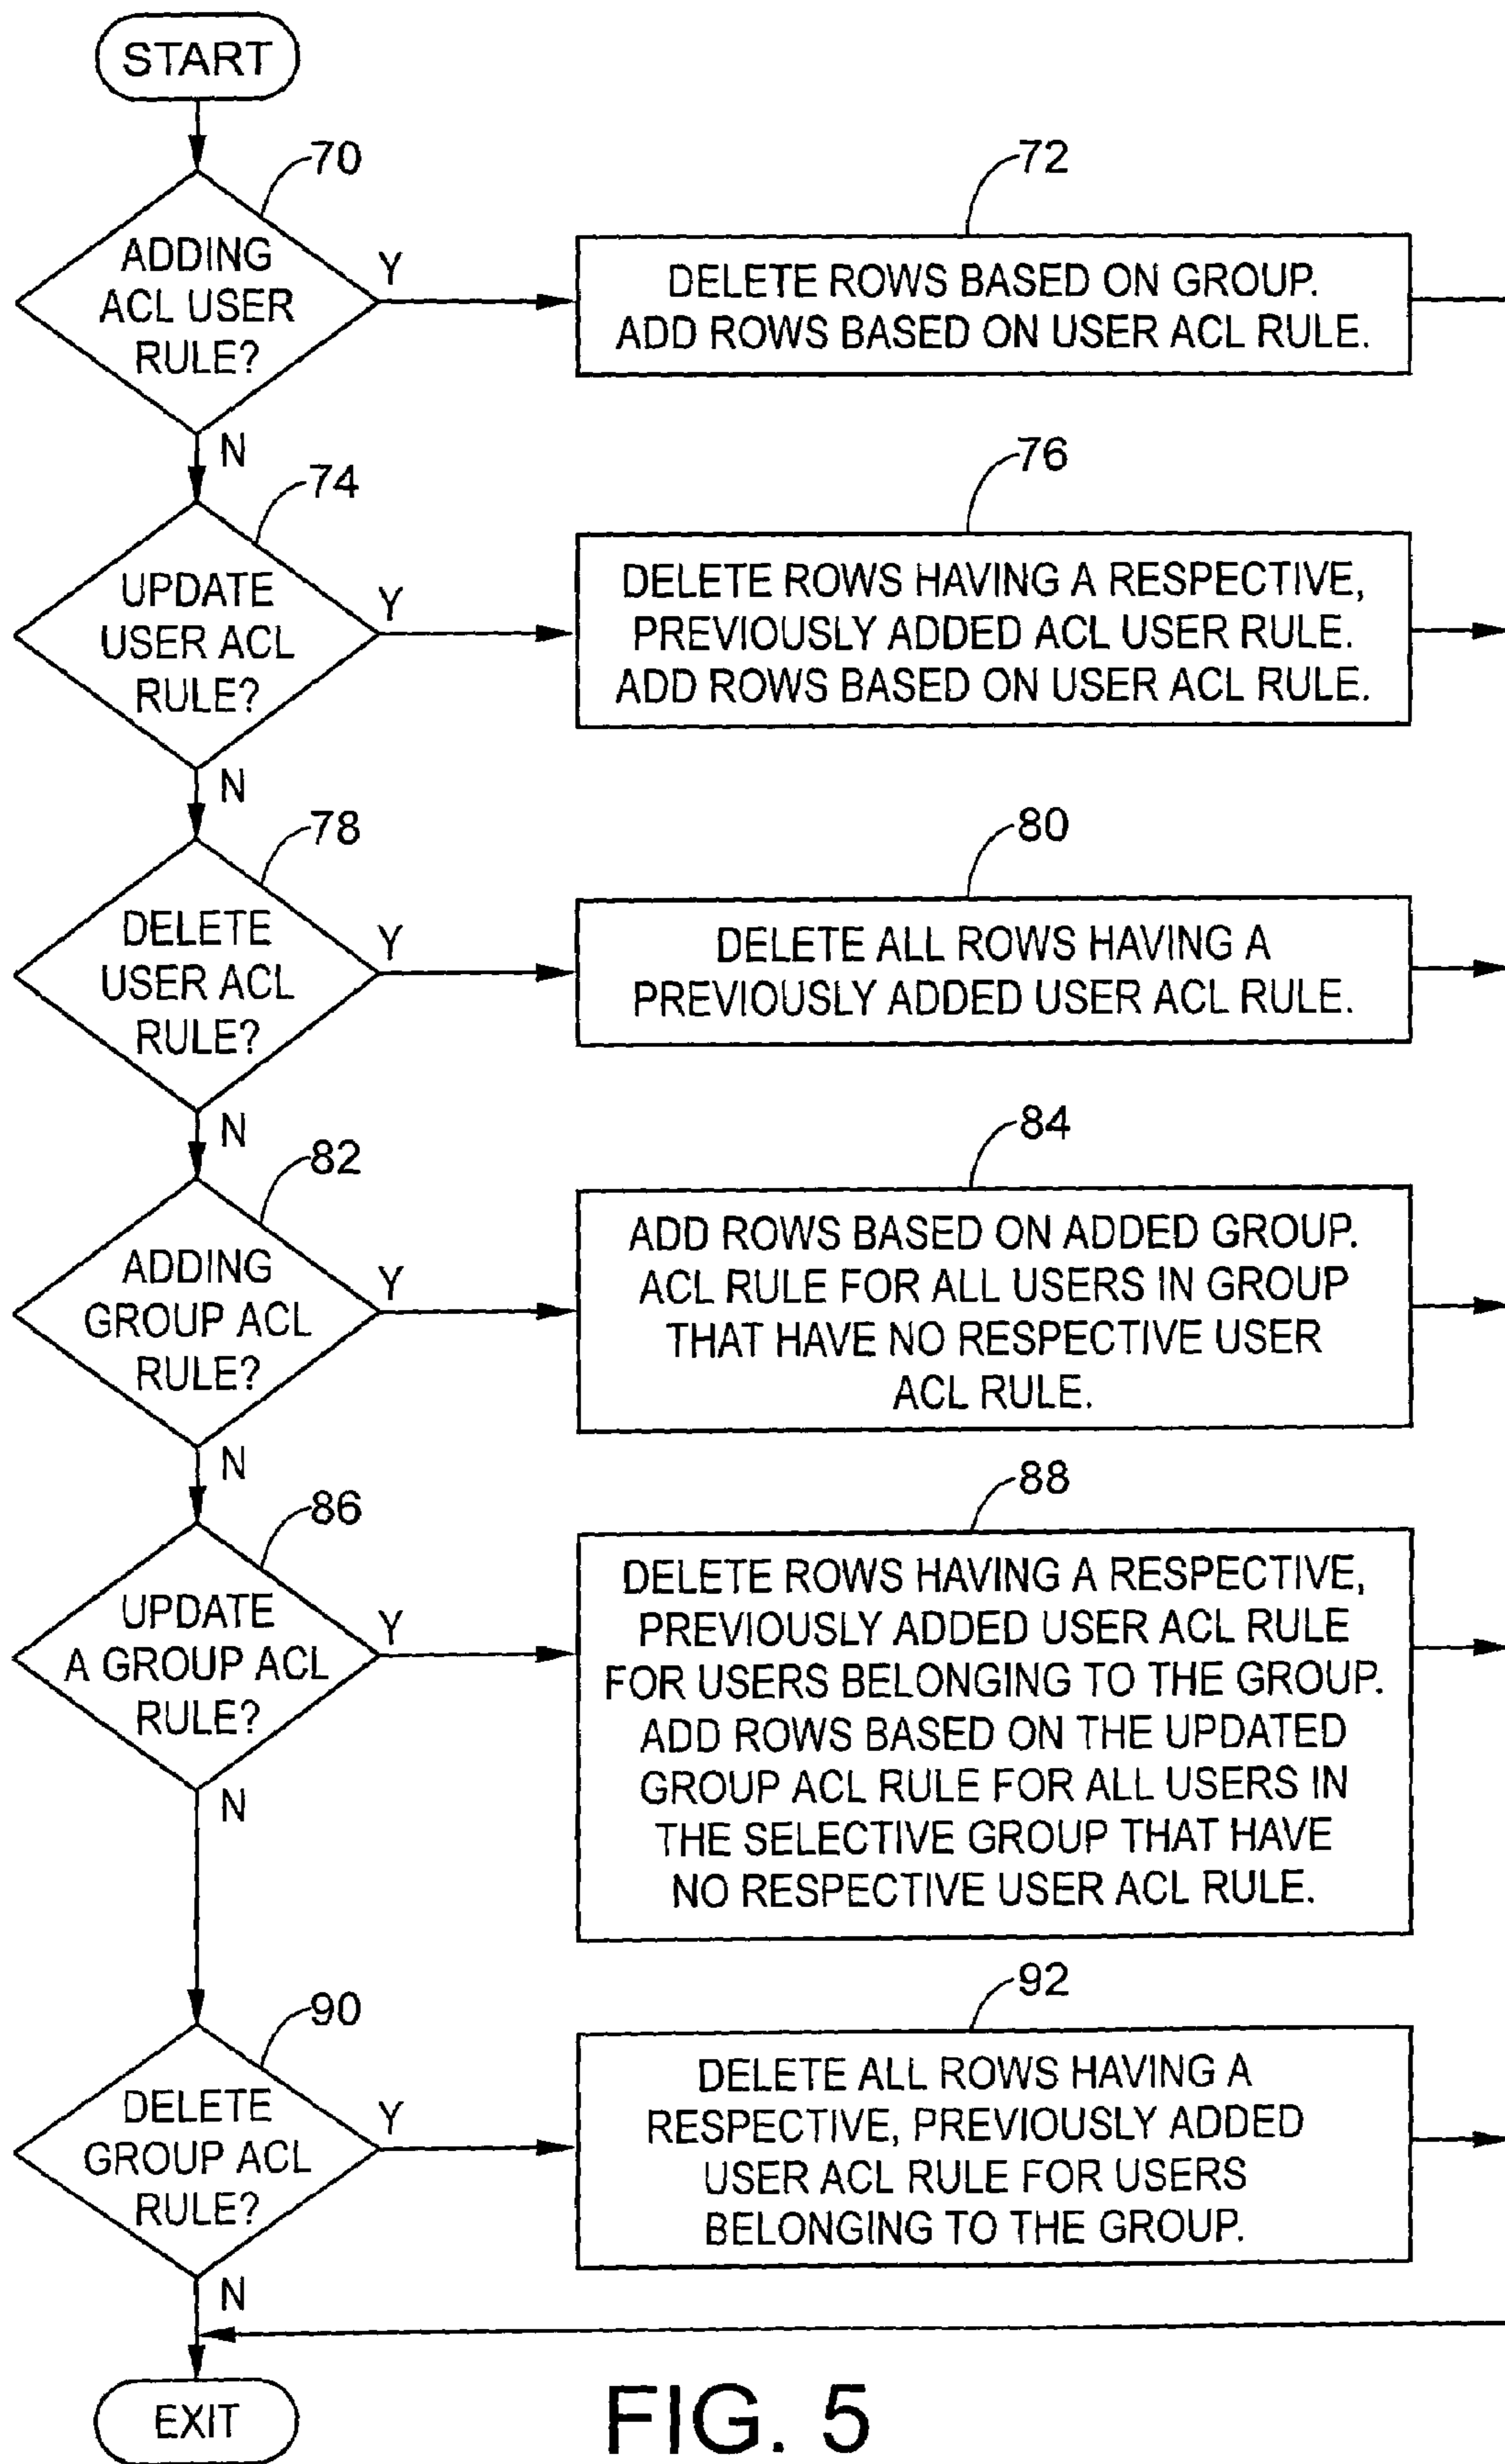 START
70
ADDING
ACL USER
RULE?
Y
N
72
DELETE ROWS BASED ON GROUP.
ADD ROWS BASED ON USER ACL RULE.
74
UPDATE
USER ACL
RULE?
Y
N
76
DELETE ROWS HAVING A RESPECTIVE,
PREVIOUSLY ADDED ACL USER RULE.
ADD ROWS BASED ON USER ACL RULE.
78
DELETE
USER ACL
RULE?
Y
N
80
DELETE ALL ROWS HAVING A
PREVIOUSLY ADDED USER ACL RULE.
82
ADDING
GROUP ACL
RULE?
Y
N
84
ADD ROWS BASED ON ADDED GROUP.
ACL RULE FOR ALL USERS IN GROUP
THAT HAVE NO RESPECTIVE USER
ACL RULE.
86
UPDATE
A GROUP ACL
RULE?
Y
N
88
DELETE ROWS HAVING A RESPECTIVE,
PREVIOUSLY ADDED USER ACL RULE
FOR USERS BELONGING TO THE GROUP.
ADD ROWS BASED ON THE UPDATED
GROUP ACL RULE FOR ALL USERS IN
THE SELECTIVE GROUP THAT HAVE
NO RESPECTIVE USER ACL RULE.
90
DELETE
GROUP ACL
RULE?
Y
N
92
DELETE ALL ROWS HAVING A
RESPECTIVE, PREVIOUSLY ADDED
USER ACL RULE FOR USERS
BELONGING TO THE GROUP.
EXIT
FIG. 5